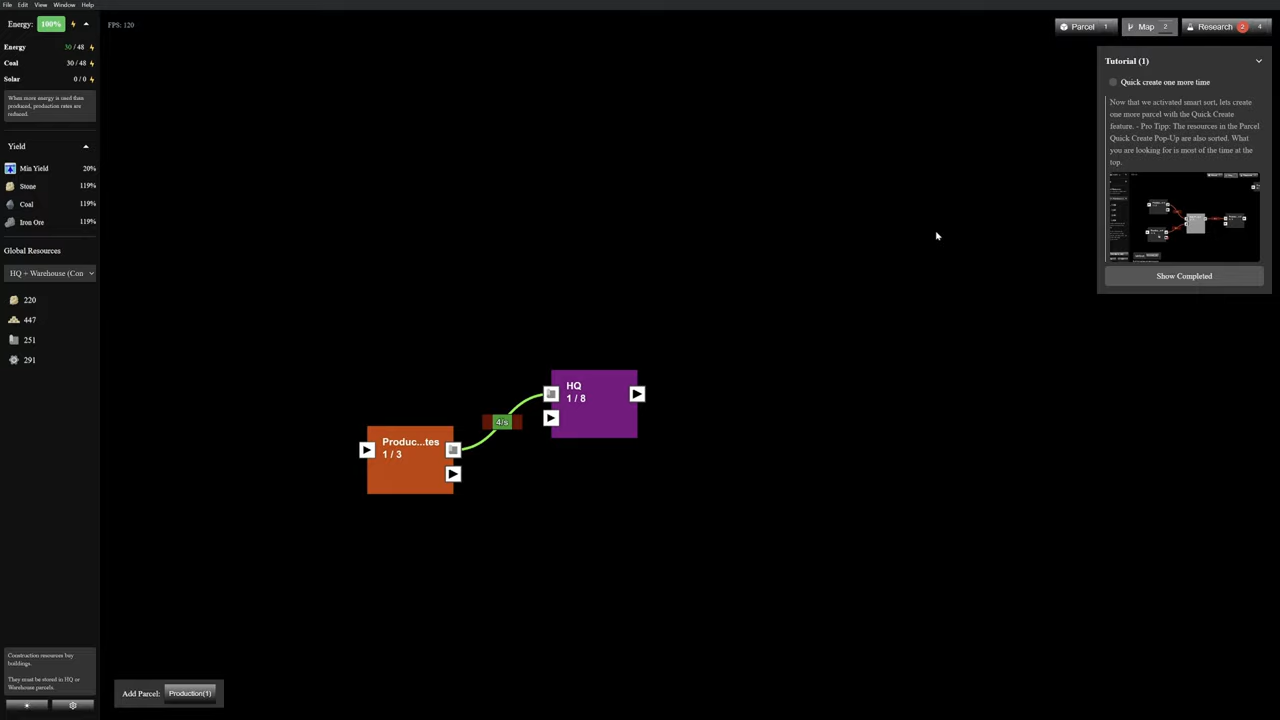 File Edit View Window Help
Energy: 100%
FPS: 120
Parcel 1
Map 2
Research 2 4
Energy 30 / 48
Coal 30 / 48
Solar 0 / 0
When more energy is used than
produced, production rates are
reduced.
Yield
Min Yield 20%
Stone 119%
Coal 119%
Iron Ore 119%
Global Resources
HQ + Warehouse (Con
220
447
251
291
Tutorial (1)
Quick create one more time
Now that we activated smart sort, lets create
one more parcel with the Quick Create
feature. - Pro Tipp: The resources in the Parcel
Quick Create Pop-Up are also sorted. What
you are looking for is most of the time at the
top.
Show Completed
HQ
1 / 8
4/s
Produc...tes
1 / 3
Construction resources buy
buildings.
They must be stored in HQ or
Warehouse parcels.
Add Parcel: Production(1)